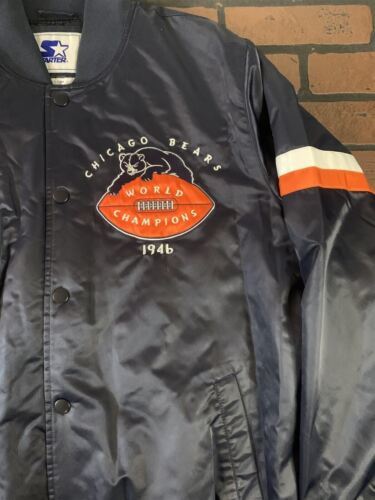 STARTER
CHICAGO BEARS
WORLD
CHAMPIONS
1946